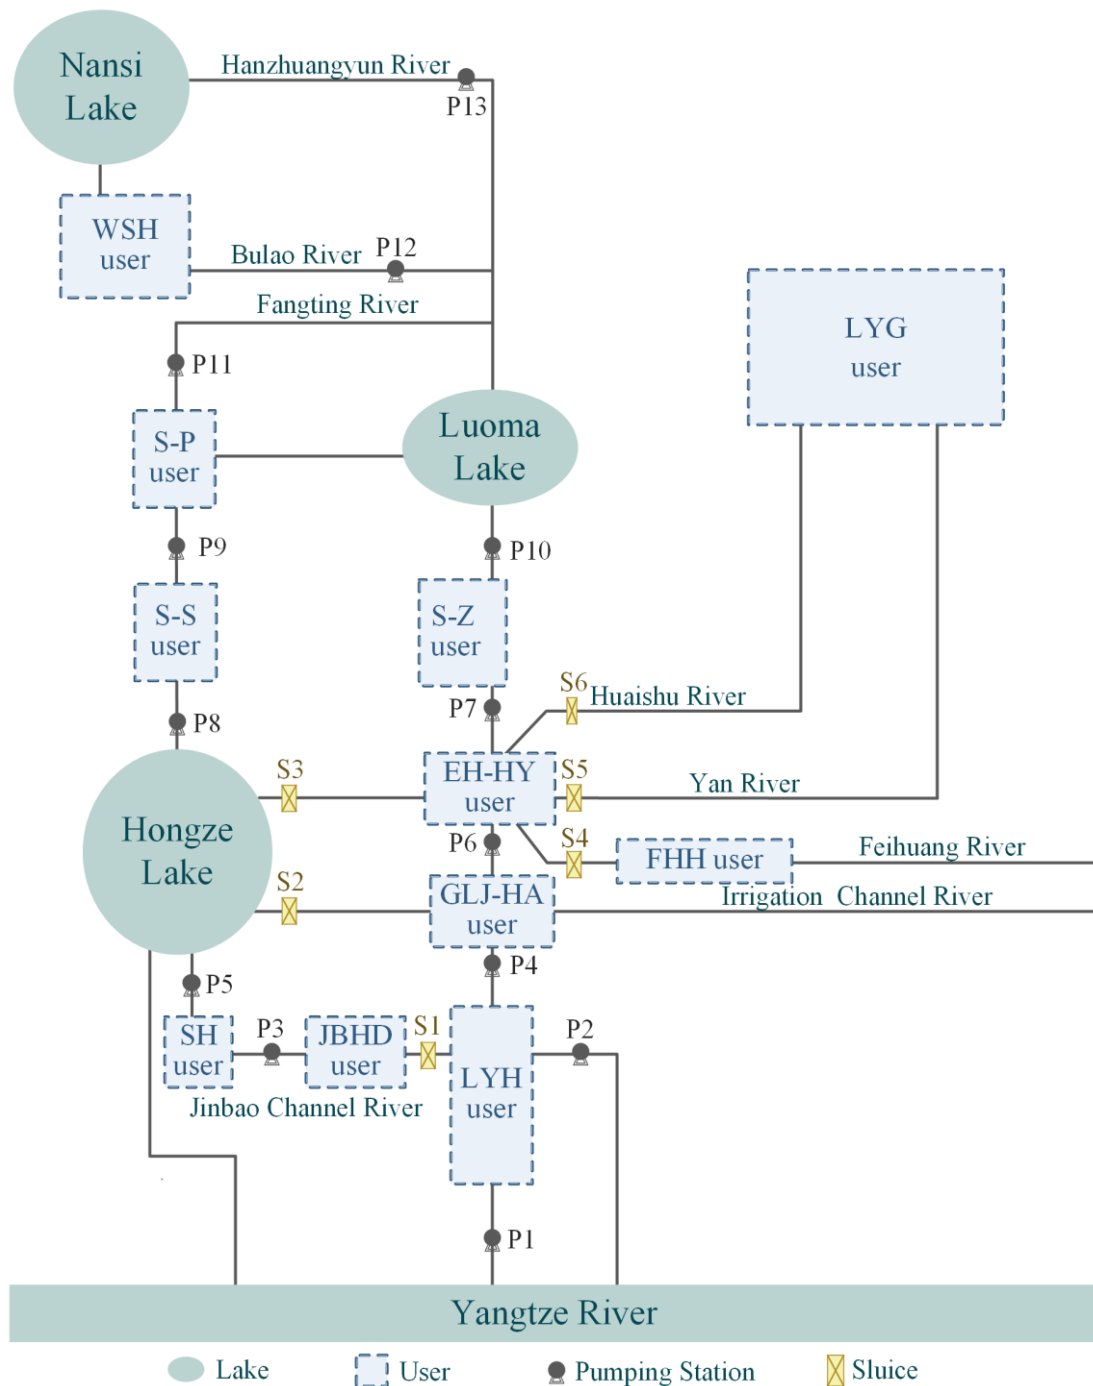 Nansi
Lake
Hanzhuangyun River
P13
WSH
user
Bulao River
P12
Fangting River
P11
LYG
user
S-P
user
Luoma
Lake
P9
P10
S-S
user
S-Z
user
P8
P7
S6
Huaishu River
S3
EH-HY
user
S5
Yan River
Hongze
Lake
P6
S4
FHH user
Feihuang River
S2
GLJ-HA
user
Irrigation Channel River
P5
P4
SH
user
P3
JBHD
user
S1
LYH
user
P2
Jinbao Channel River
P1
Yangtze River
Lake
User
Pumping Station
Sluice